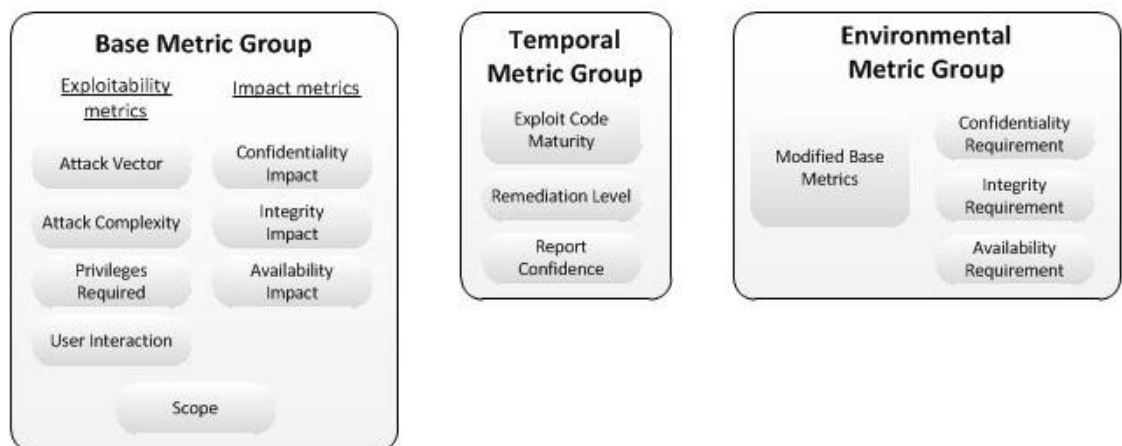 Base Metric Group
Exploitability
metrics
Impact metrics
Attack Vector
Attack Complexity
Privileges
Required
User Interaction
Confidentiality
Impact
Integrity
Impact
Availability
Impact
Scope
Temporal
Metric Group
Exploit Code
Maturity
Remediation Level
Report
Confidence
Environmental
Metric Group
Modified Base
Metrics
Confidentiality
Requirement
Integrity
Requirement
Availability
Requirement